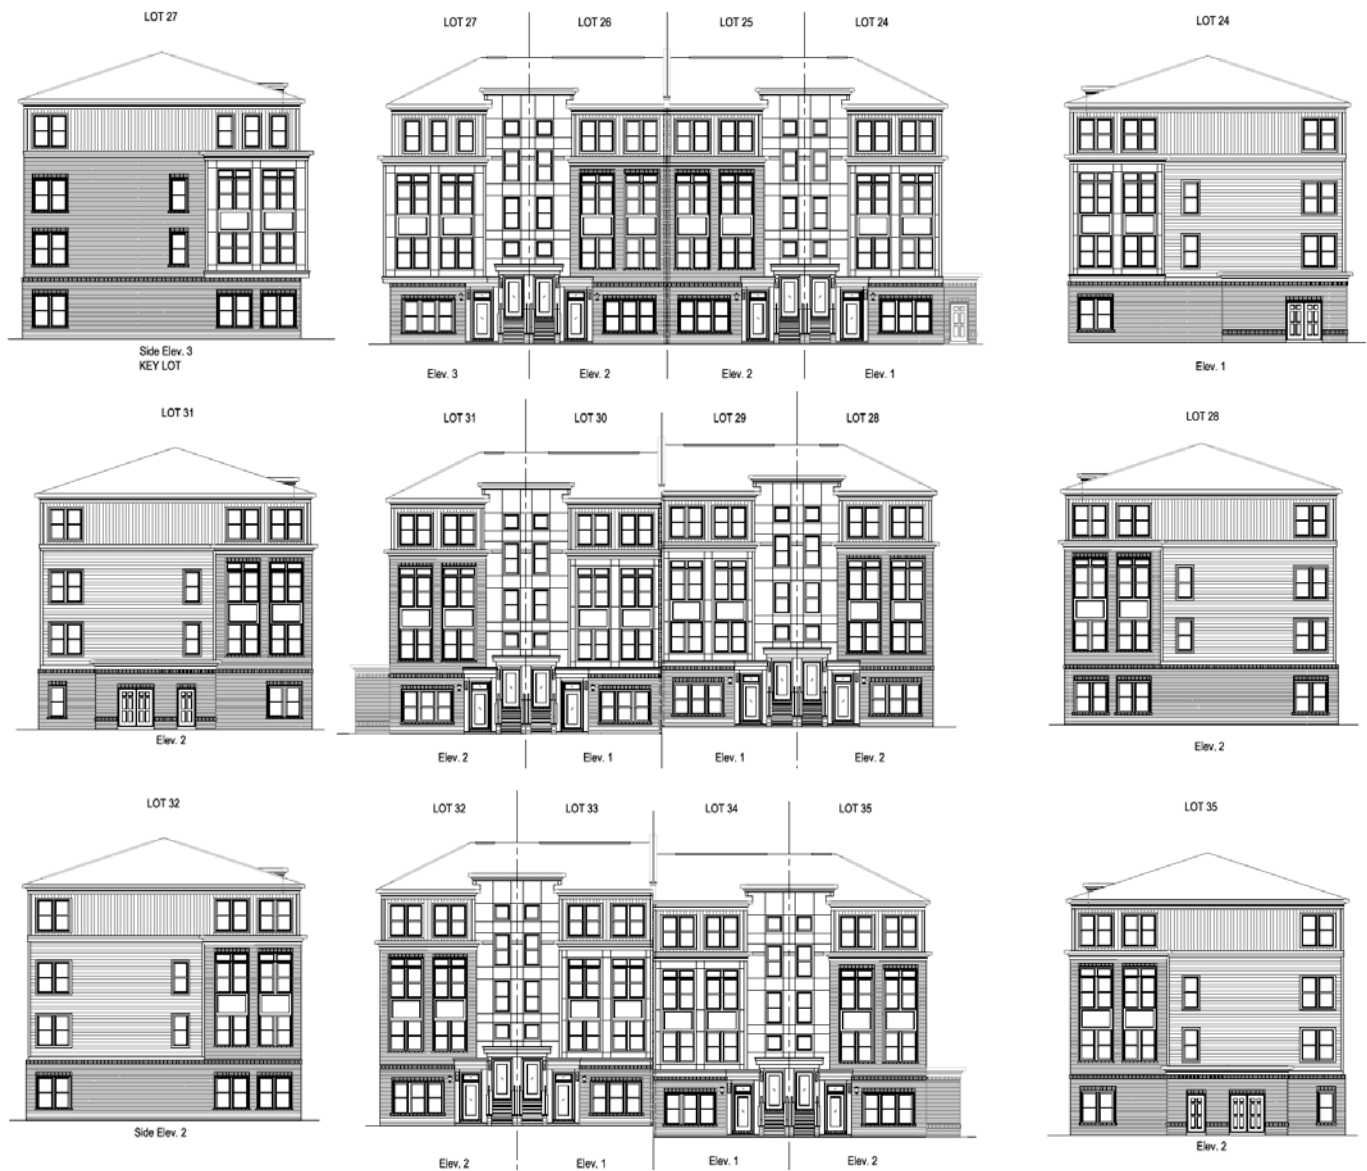 LOT 27
LOT 27
LOT 26
LOT 25
LOT 24
LOT 24
Side Elev. 3
KEY LOT
Elev. 3
Elev. 2
Elev. 2
Elev. 1
Elev. 1
LOT 31
LOT 31
LOT 30
LOT 29
LOT 28
LOT 28
Elev. 2
Elev. 2
Elev. 1
Elev. 1
Elev. 2
Elev. 2
LOT 32
LOT 32
LOT 33
LOT 34
LOT 35
LOT 35
Side Elev. 2
Elev. 2
Elev. 1
Elev. 1
Elev. 2
Elev. 2